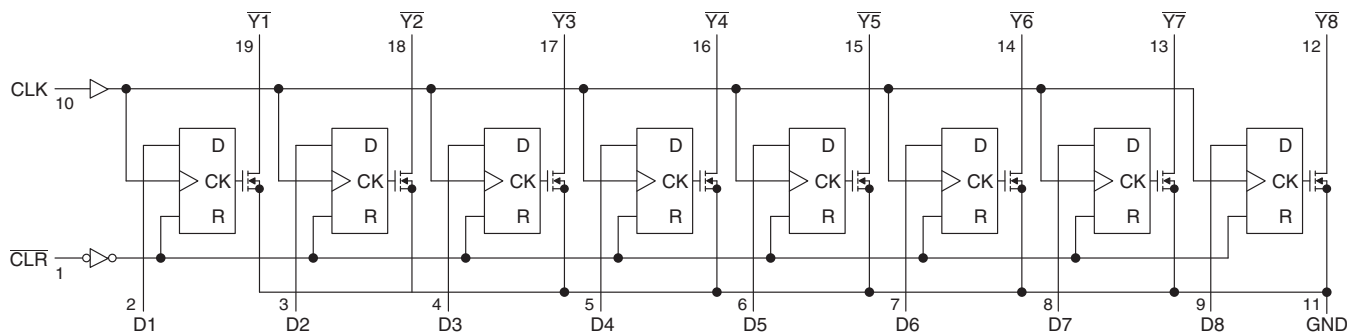 Y1 Y2 Y3 Y4 Y5 Y6 Y7 Y8
19 18 17 16 15 14 13 12
CLK
10
D D D D D D D D
CK CK CK CK CK CK CK CK
R R R R R R R R
CLR
1
2 3 4 5 6 7 8 9 11
D1 D2 D3 D4 D5 D6 D7 D8 GND